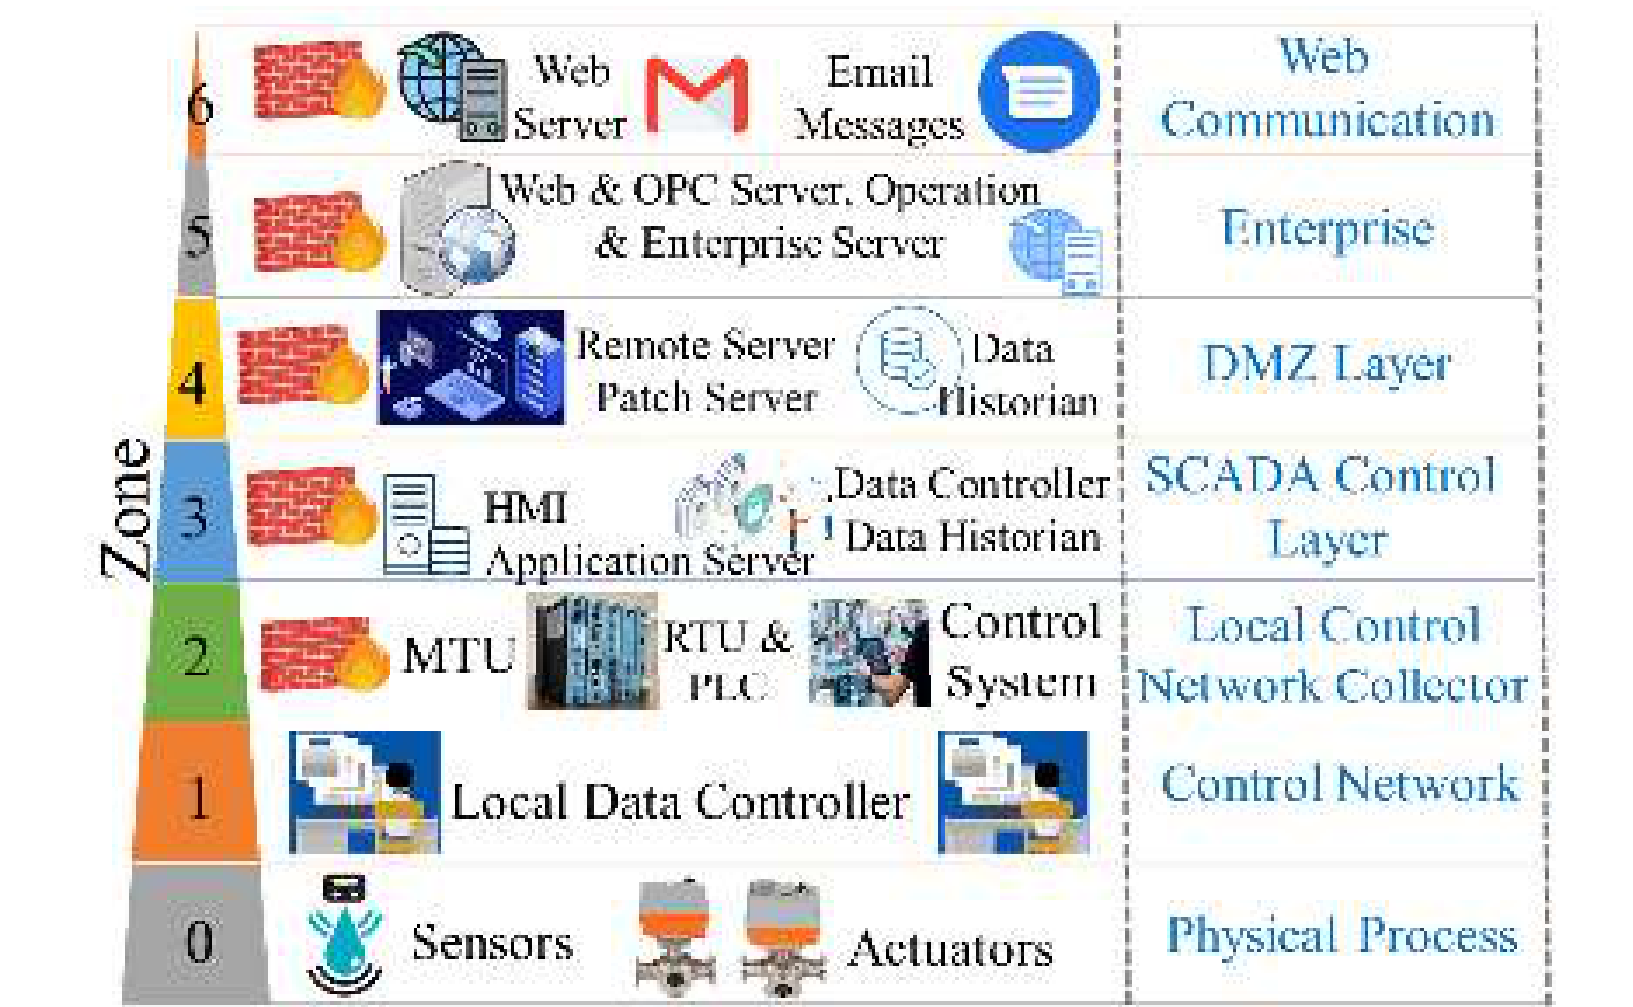 6
Web
Server
Email
Messages
Web
Communication
5
Web & OPC Server, Operation
& Enterprise Server
Enterprise
4
Remote Server
Patch Server
Data
Historian
DMZ Layer
Zone
3
HMI
Application Server
Data Controller
Data Historian
SCADA Control
Layer
2
MTU
RTU &
PLC
Control
System
Local Control
Network Collector
1
Local Data Controller
Control Network
0
Sensors
Actuators
Physical Process